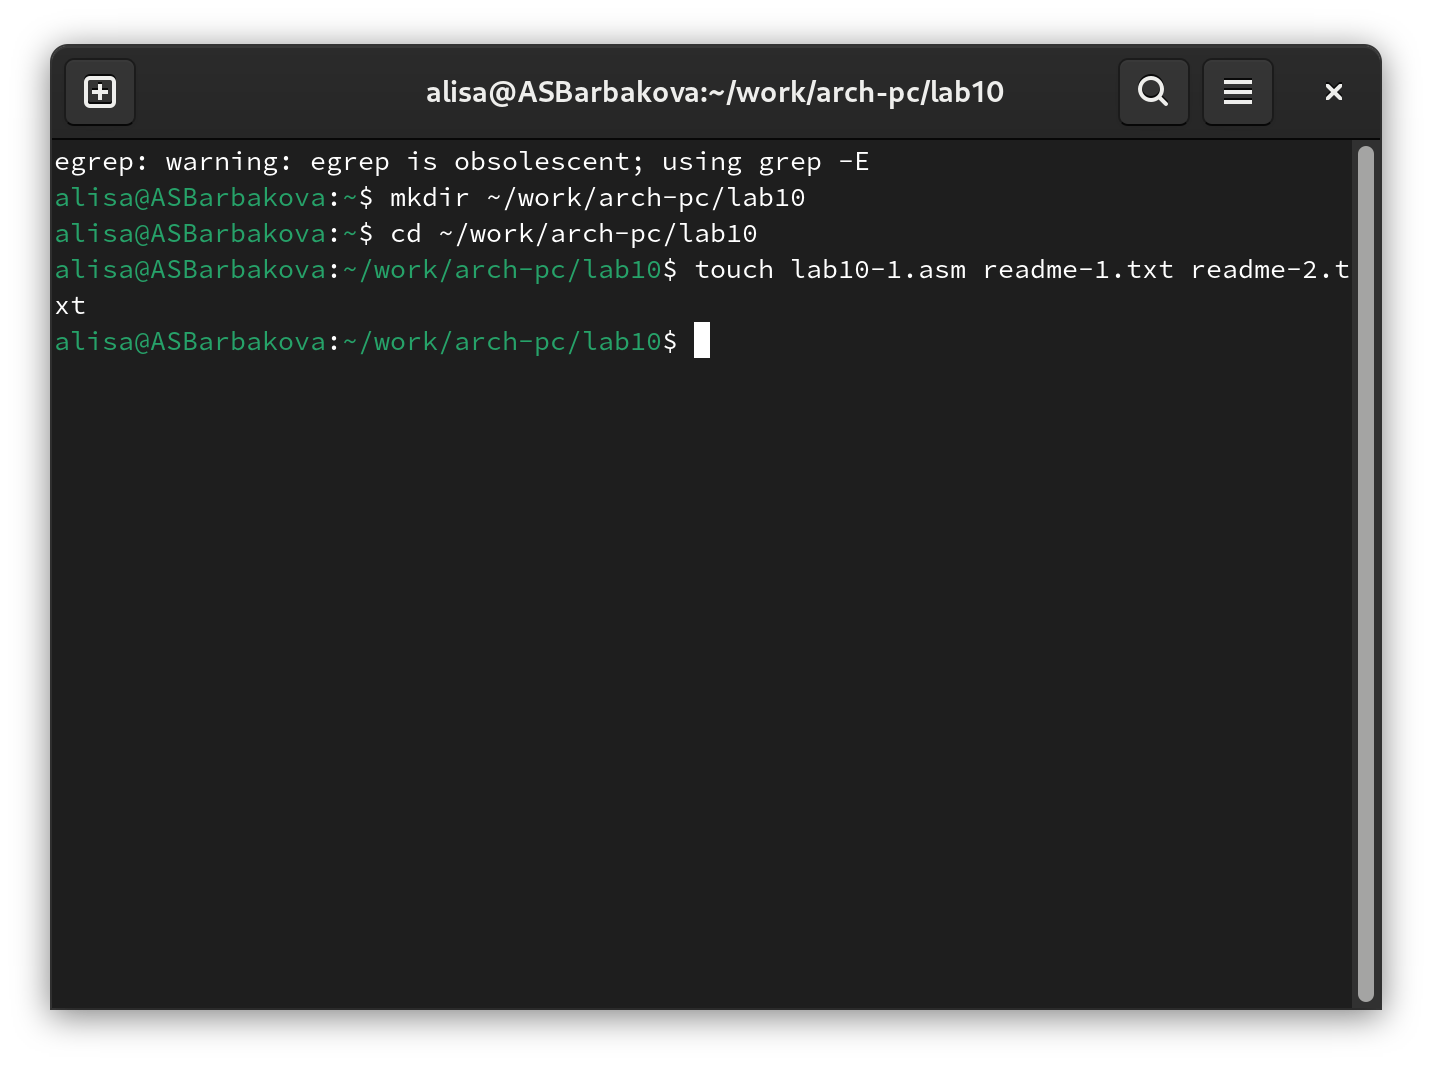 alisa@ASBarbakova:~/work/arch-pc/lab10
egrep: warning: egrep is obsolescent; using grep -E
alisa@ASBarbakova:~$ mkdir ~/work/arch-pc/lab10
alisa@ASBarbakova:~$ cd ~/work/arch-pc/lab10
alisa@ASBarbakova:~/work/arch-pc/lab10$ touch lab10-1.asm readme-1.txt readme-2.t
xt
alisa@ASBarbakova:~/work/arch-pc/lab10$